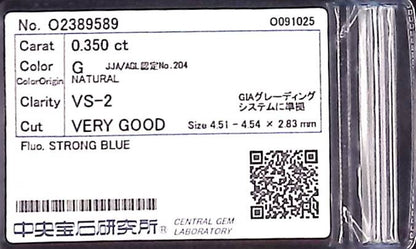 No. O2389589 O091025
Carat 0.350 ct
Color G JJA/AGL認定No.204
ColorOrigin NATURAL
Clarity VS-2 GIAグレーディング
システムに準拠
Cut VERY GOOD Size 4.51 - 4.54 × 2.83 mm
Fluo. STRONG BLUE
中央宝石研究所® CENTRAL GEM
LABORATORY